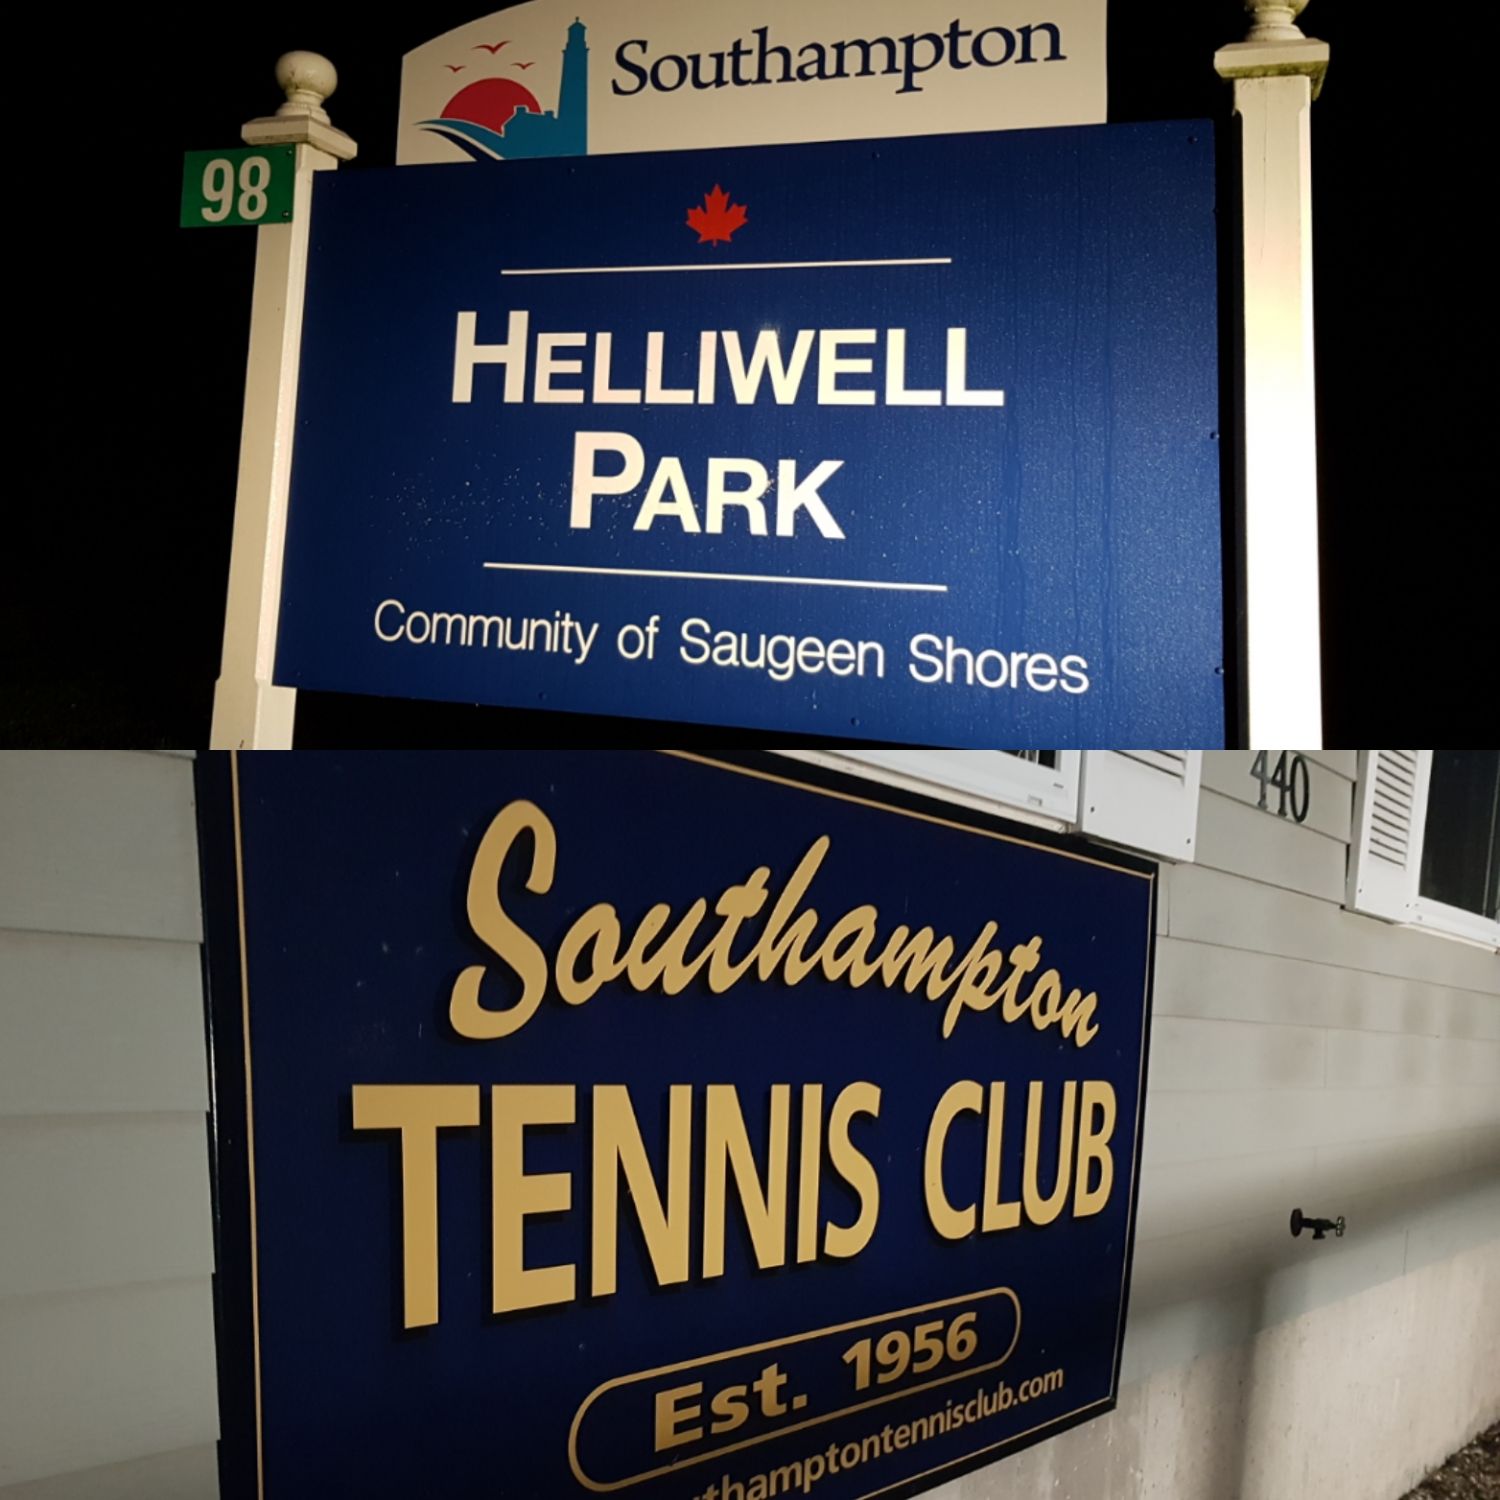 Southampton
98
HELLIWELL
PARK
Community of Saugeen Shores
440
Southampton
TENNIS CLUB
Est. 1956
thamptontennisclub.com